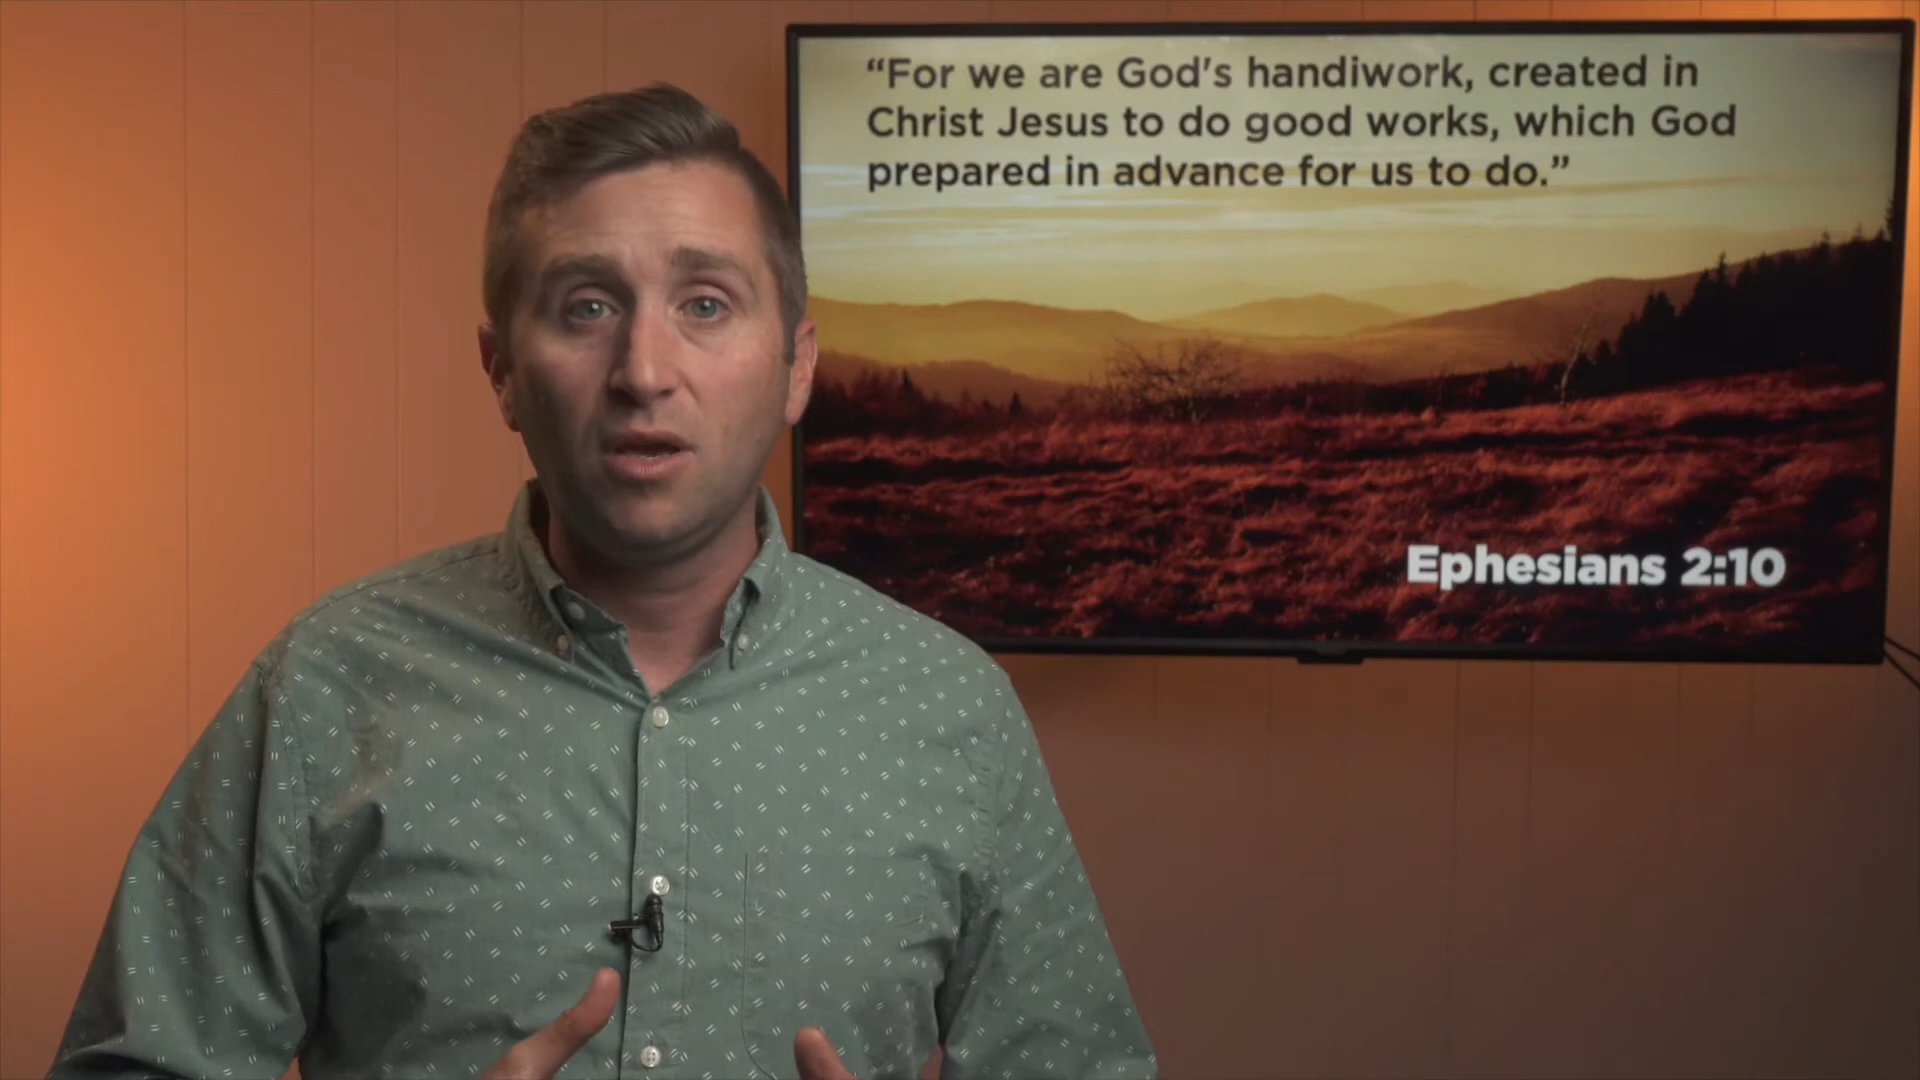 “For we are God's handiwork, created in
Christ Jesus to do good works, which God
prepared in advance for us to do.”
Ephesians 2:10